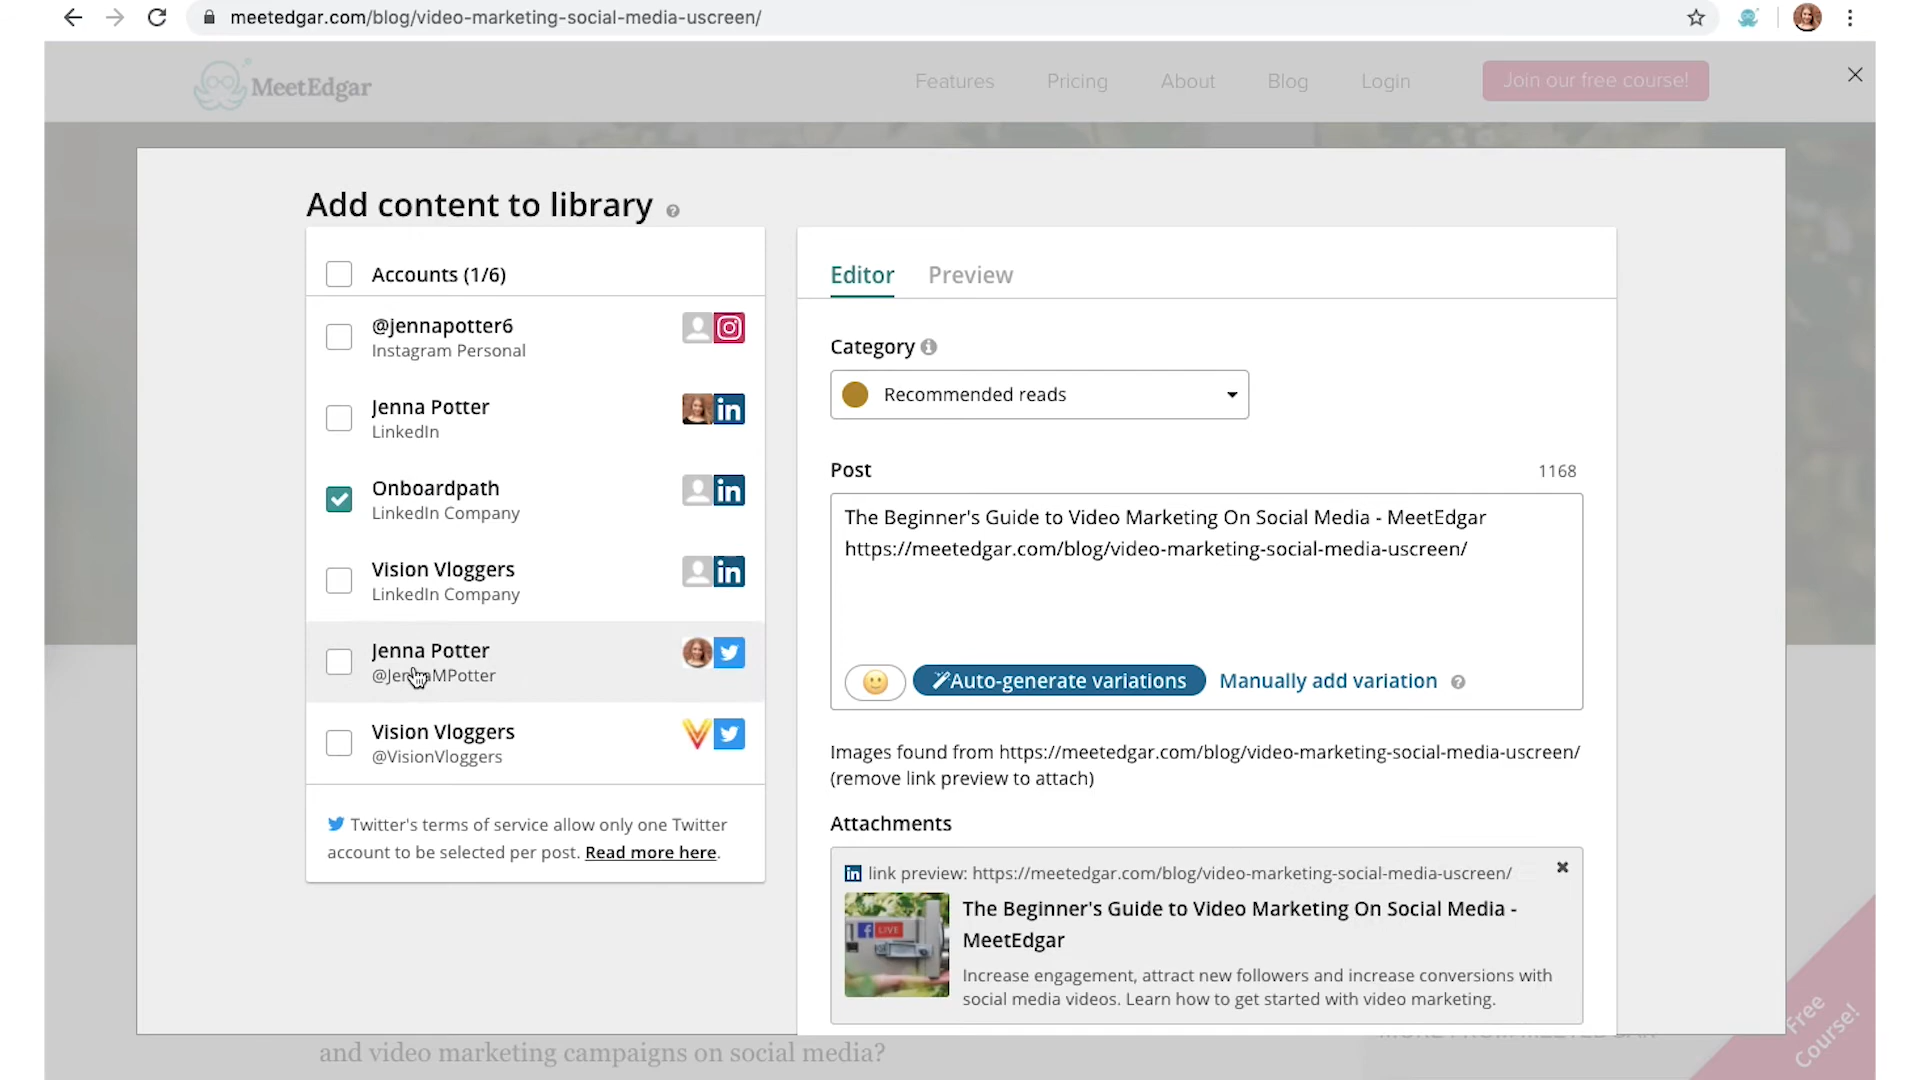 meetedgar.com/blog/video-marketing-social-media-uscreen/
MeetEdgar
Features Pricing About Blog Login Join our free course!
Add content to library
Accounts (1/6)
@jennapotter6
Instagram Personal
Jenna Potter
LinkedIn
Onboardpath
LinkedIn Company
Vision Vloggers
LinkedIn Company
Jenna Potter
@JennaMPotter
Vision Vloggers
@VisionVloggers
Twitter's terms of service allow only one Twitter
account to be selected per post. Read more here.
Editor Preview
Category
Recommended reads
Post 1168
The Beginner's Guide to Video Marketing On Social Media - MeetEdgar
https://meetedgar.com/blog/video-marketing-social-media-uscreen/
Auto-generate variations Manually add variation
Images found from https://meetedgar.com/blog/video-marketing-social-media-uscreen/
(remove link preview to attach)
Attachments
in link preview: https://meetedgar.com/blog/video-marketing-social-media-uscreen/
f LIVE
The Beginner's Guide to Video Marketing On Social Media -
MeetEdgar
Increase engagement, attract new followers and increase conversions with
social media videos. Learn how to get started with video marketing.
and video marketing campaigns on social media?
Free
Course!